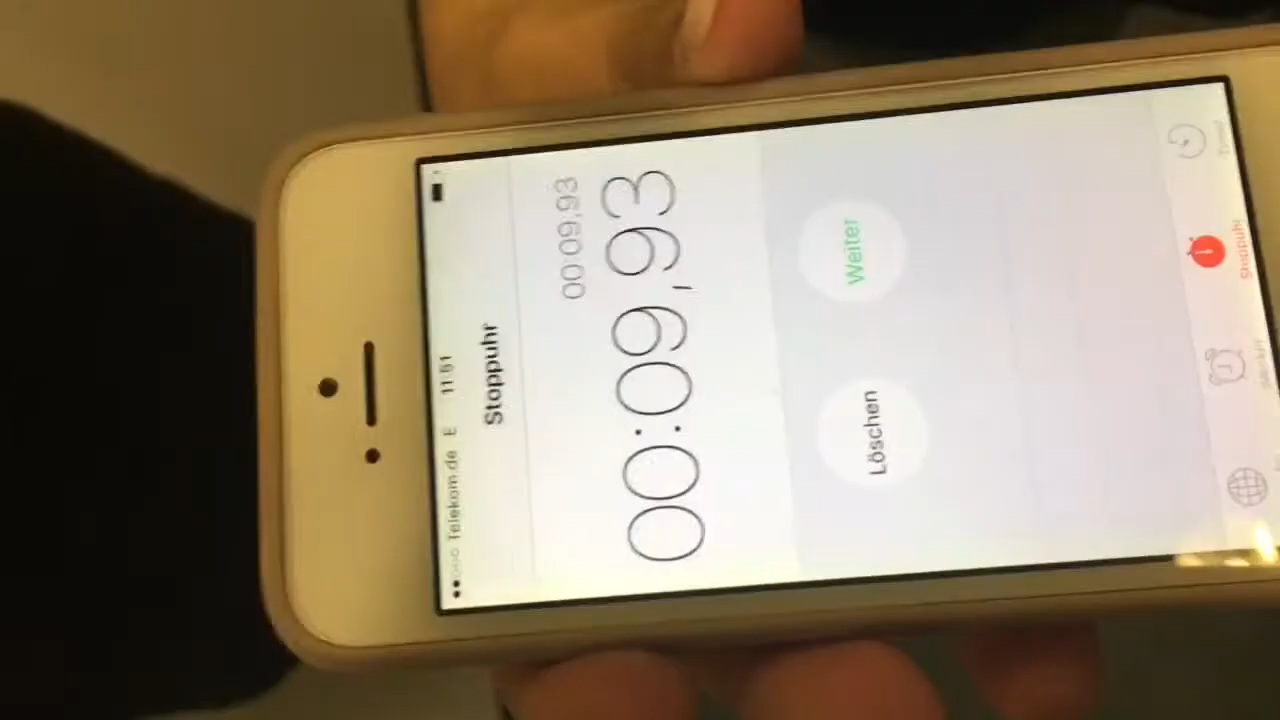 ●●○○○ Telekom.de E 11:51
Stoppuhr
00:09,93
00:09,93
Löschen Weiter
Stoppuhr